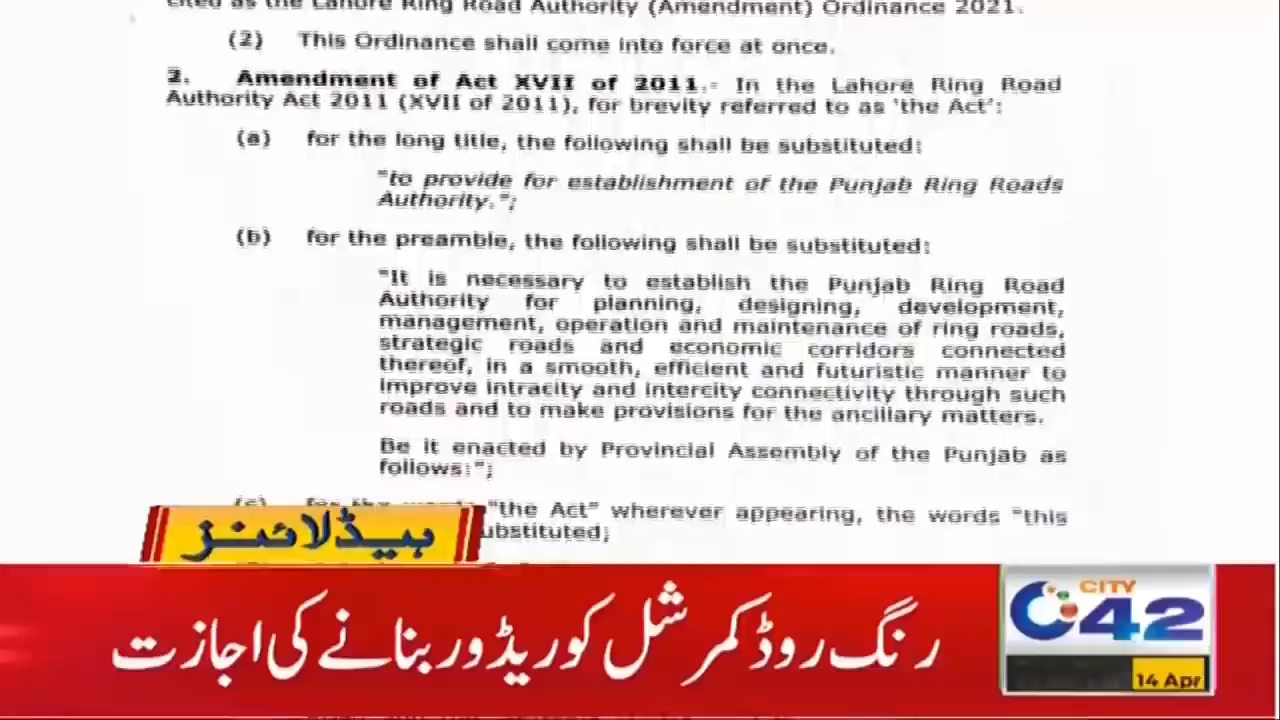 cited as the Lahore Ring Road Authority (Amendment) Ordinance 2021.
(2) This Ordinance shall come into force at once.
2. Amendment of Act XVII of 2011.- In the Lahore Ring Road
Authority Act 2011 (XVII of 2011), for brevity referred to as 'the Act':
(a) for the long title, the following shall be substituted:
"to provide for establishment of the Punjab Ring Roads
Authority.";
(b) for the preamble, the following shall be substituted:
"It is necessary to establish the Punjab Ring Road
Authority for planning, designing, development,
management, operation and maintenance of ring roads,
strategic roads and economic corridors connected
thereof, in a smooth, efficient and futuristic manner to
improve intracity and intercity connectivity through such
roads and to make provisions for the ancillary matters.
Be it enacted by Provincial Assembly of the Punjab as
follows:";
(c) for the words "the Act" wherever appearing, the words "this
substituted;
ہیڈلائنز
رنگ روڈ کمرشل کوریڈور بنانے کی اجازت
CITY
42
14 Apr